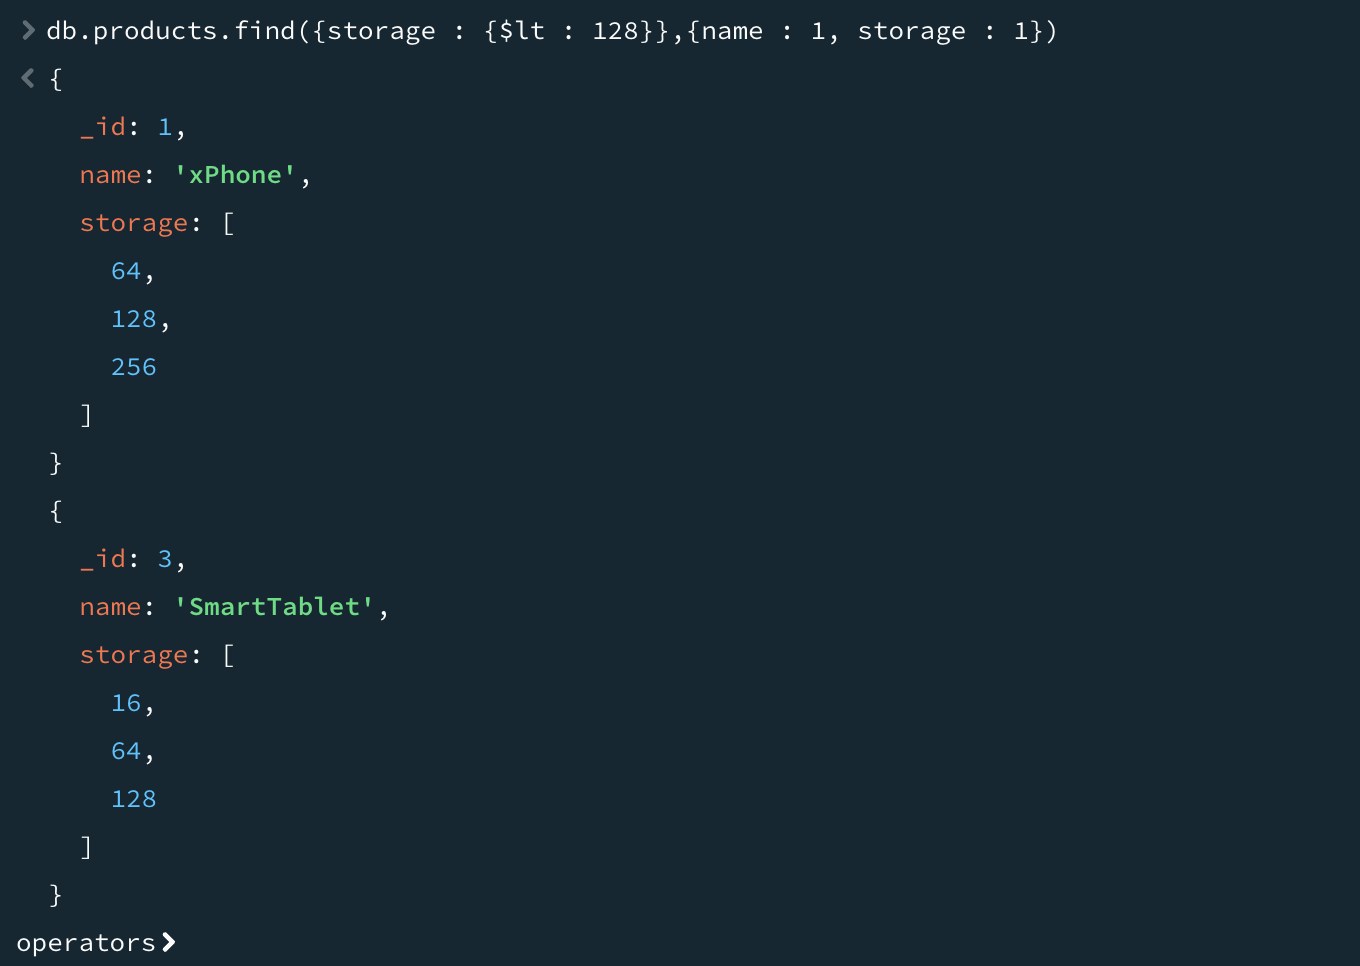 > db.products.find({storage : {$lt : 128}},{name : 1, storage : 1})
< {
_id: 1,
name: 'xPhone',
storage: [
64,
128,
256
]
}
{
_id: 3,
name: 'SmartTablet',
storage: [
16,
64,
128
]
}
operators>